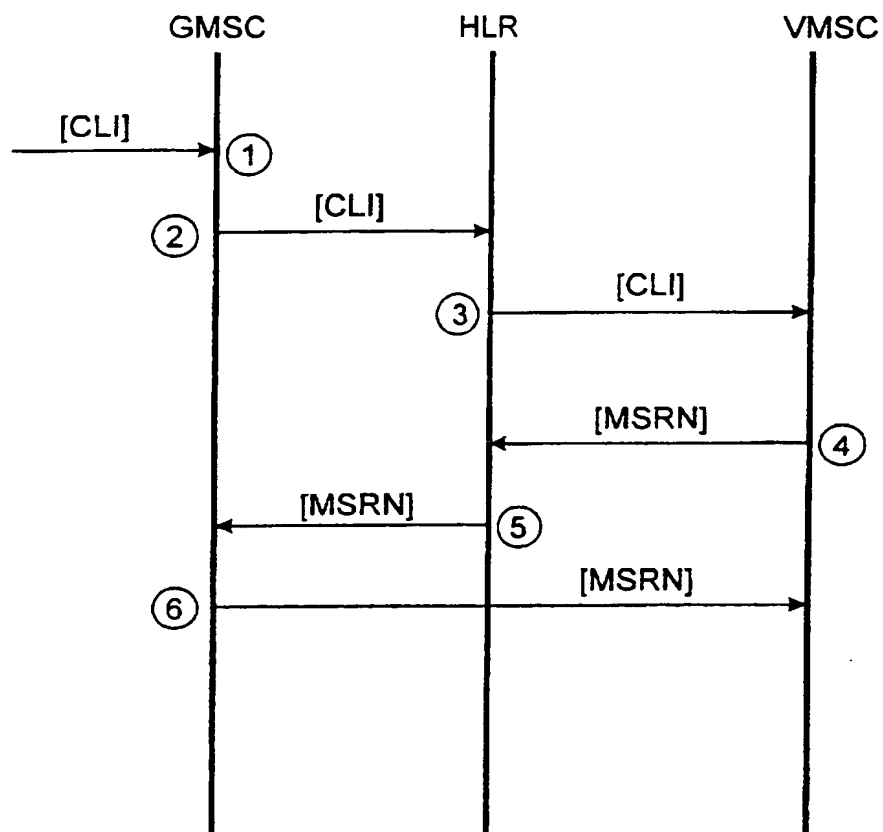 GMSC HLR VMSC
[CLI]
1
[CLI]
2
[CLI]
3
[MSRN]
4
[MSRN]
5
[MSRN]
6